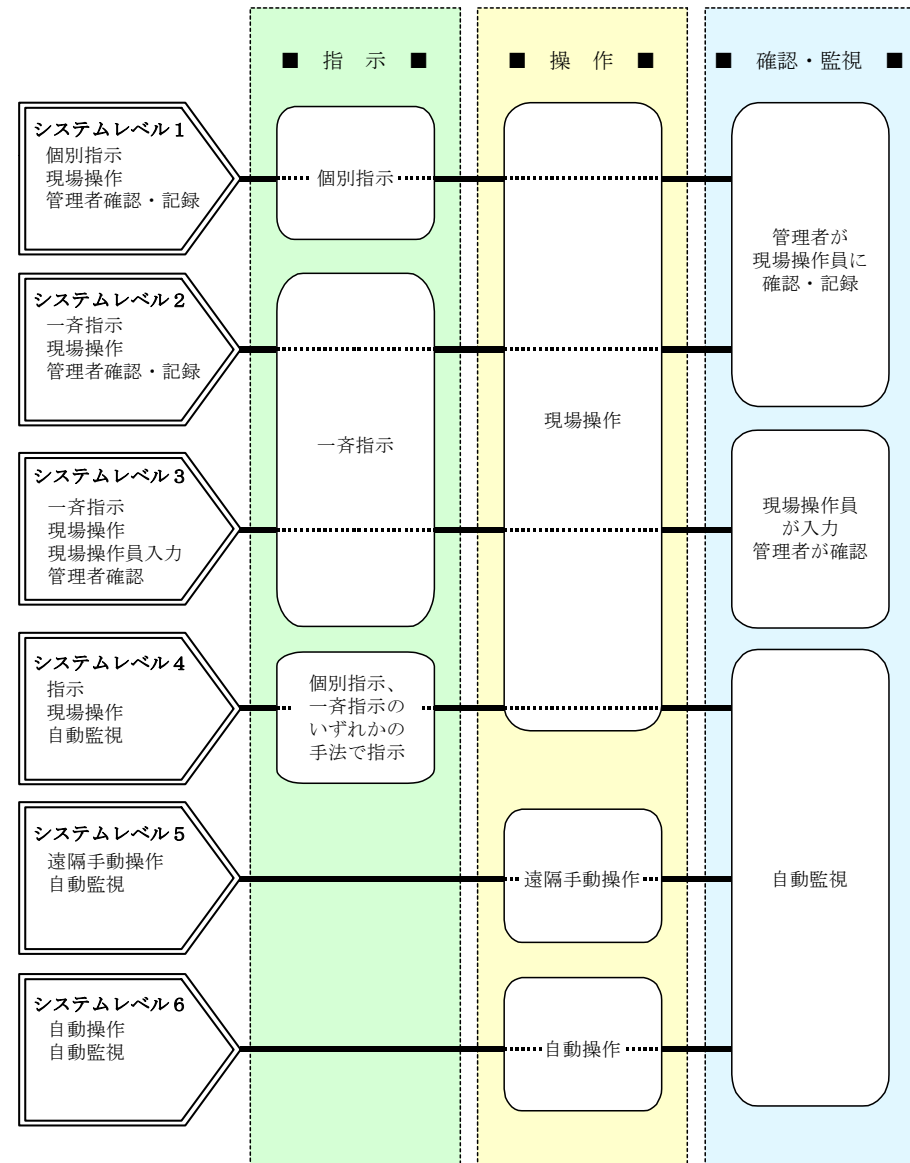 ■ 指 示 ■
■ 操 作 ■
■ 確認・監視 ■
システムレベル1
個別指示
現場操作
管理者確認・記録
個別指示
管理者が
現場操作員に
確認・記録
システムレベル2
一斉指示
現場操作
管理者確認・記録
一斉指示
現場操作
システムレベル3
一斉指示
現場操作
現場操作員入力
管理者確認
現場操作員
が入力
管理者が確認
システムレベル4
指示
現場操作
自動監視
個別指示、
一斉指示の
いずれかの
手法で指示
システムレベル5
遠隔手動操作
自動監視
遠隔手動操作
自動監視
システムレベル6
自動操作
自動監視
自動操作